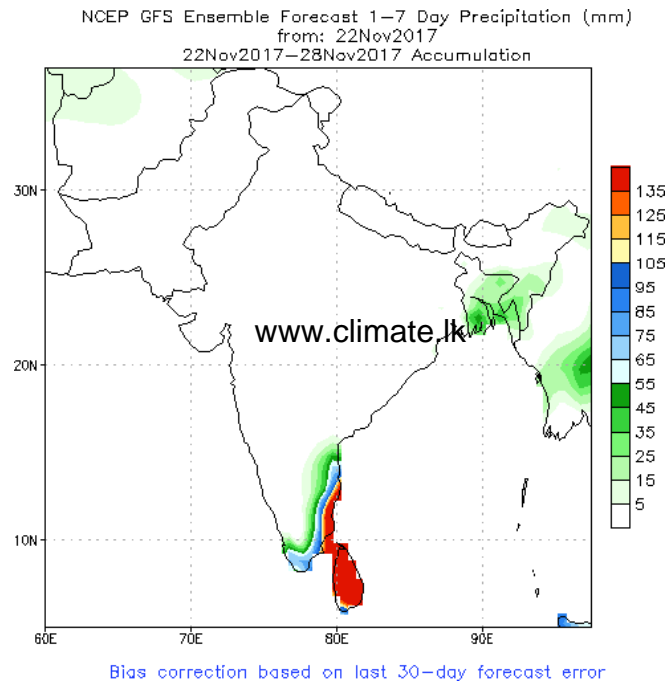 NCEP GFS Ensemble Forecast 1-7 Day Precipitation (mm)
from: 22Nov2017
22Nov2017-28Nov2017 Accumulation
30N
20N
10N
60E
70E
80E
90E
www.climate.lk
135
125
115
105
95
85
75
65
55
45
35
25
15
5
Bias correction based on last 30-day forecast error